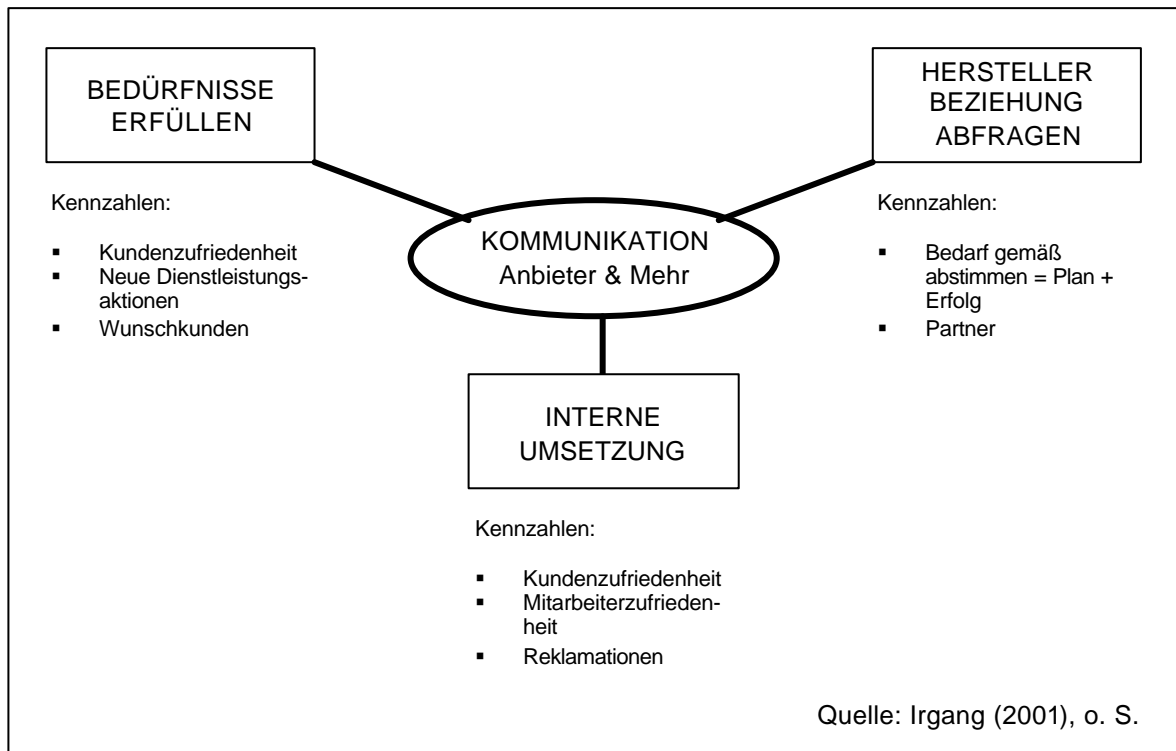 BEDÜRFNISSE
ERFÜLLEN
Kennzahlen:
▪ Kundenzufriedenheit
▪ Neue Dienstleistungs-
aktionen
▪ Wunschkunden
KOMMUNIKATION
Anbieter & Mehr
HERSTELLER
BEZIEHUNG
ABFRAGEN
Kennzahlen:
▪ Bedarf gemäß
abstimmen = Plan +
Erfolg
▪ Partner
INTERNE
UMSETZUNG
Kennzahlen:
▪ Kundenzufriedenheit
▪ Mitarbeiterzufrieden-
heit
▪ Reklamationen
Quelle: Irgang (2001), o. S.